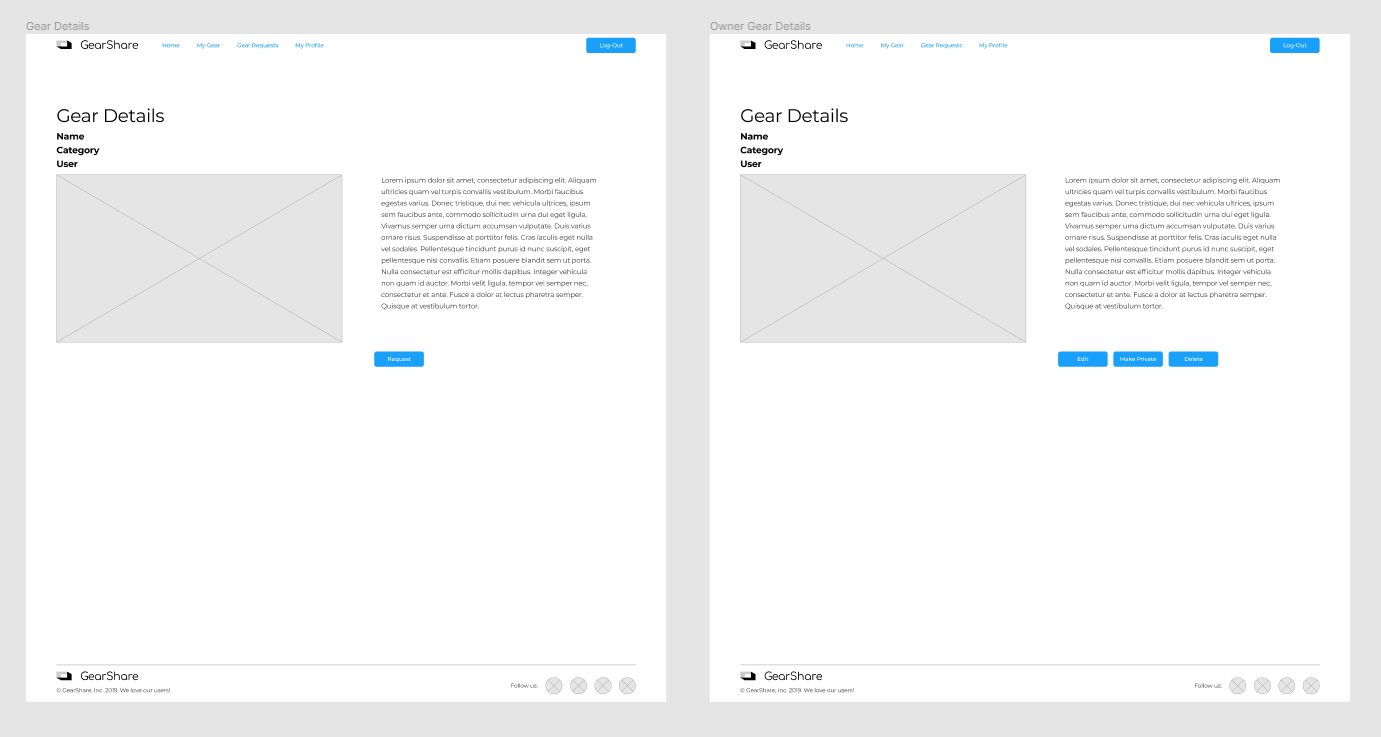 Gear Details
GearShare Home My Gear Gear Requests My Profile Log-Out
Gear Details
Name
Category
User
Lorem ipsum dolor sit amet, consectetur adipiscing elit. Aliquam
ultricies quam vel turpis convallis vestibulum. Morbi faucibus
egestas varius. Donec tristique, dui nec vehicula ultrices, ipsum
sem faucibus ante, commodo sollicitudin urna dui eget ligula.
Vivamus semper urna dictum accumsan vulputate. Duis varius
ornare risus. Suspendisse at porttitor felis. Cras iaculis eget nulla
vel sodales. Pellentesque tincidunt purus id nunc suscipit, eget
pellentesque nisi convallis. Etiam posuere blandit sem ut porta.
Nulla consectetur est efficitur mollis dapibus. Integer vehicula
non quam id auctor. Morbi velit ligula, tempor vel semper nec,
consectetur et ante. Fusce a dolor at lectus pharetra semper.
Quisque at vestibulum tortor.
Request
GearShare
© GearShare, Inc. 2019. We love our users!
Follow us:
Owner Gear Details
GearShare Home My Gear Gear Requests My Profile Log-Out
Gear Details
Name
Category
User
Lorem ipsum dolor sit amet, consectetur adipiscing elit. Aliquam
ultricies quam vel turpis convallis vestibulum. Morbi faucibus
egestas varius. Donec tristique, dui nec vehicula ultrices, ipsum
sem faucibus ante, commodo sollicitudin urna dui eget ligula.
Vivamus semper urna dictum accumsan vulputate. Duis varius
ornare risus. Suspendisse at porttitor felis. Cras iaculis eget nulla
vel sodales. Pellentesque tincidunt purus id nunc suscipit, eget
pellentesque nisi convallis. Etiam posuere blandit sem ut porta.
Nulla consectetur est efficitur mollis dapibus. Integer vehicula
non quam id auctor. Morbi velit ligula, tempor vel semper nec,
consectetur et ante. Fusce a dolor at lectus pharetra semper.
Quisque at vestibulum tortor.
Edit Make Private Delete
GearShare
© GearShare, Inc. 2019. We love our users!
Follow us: